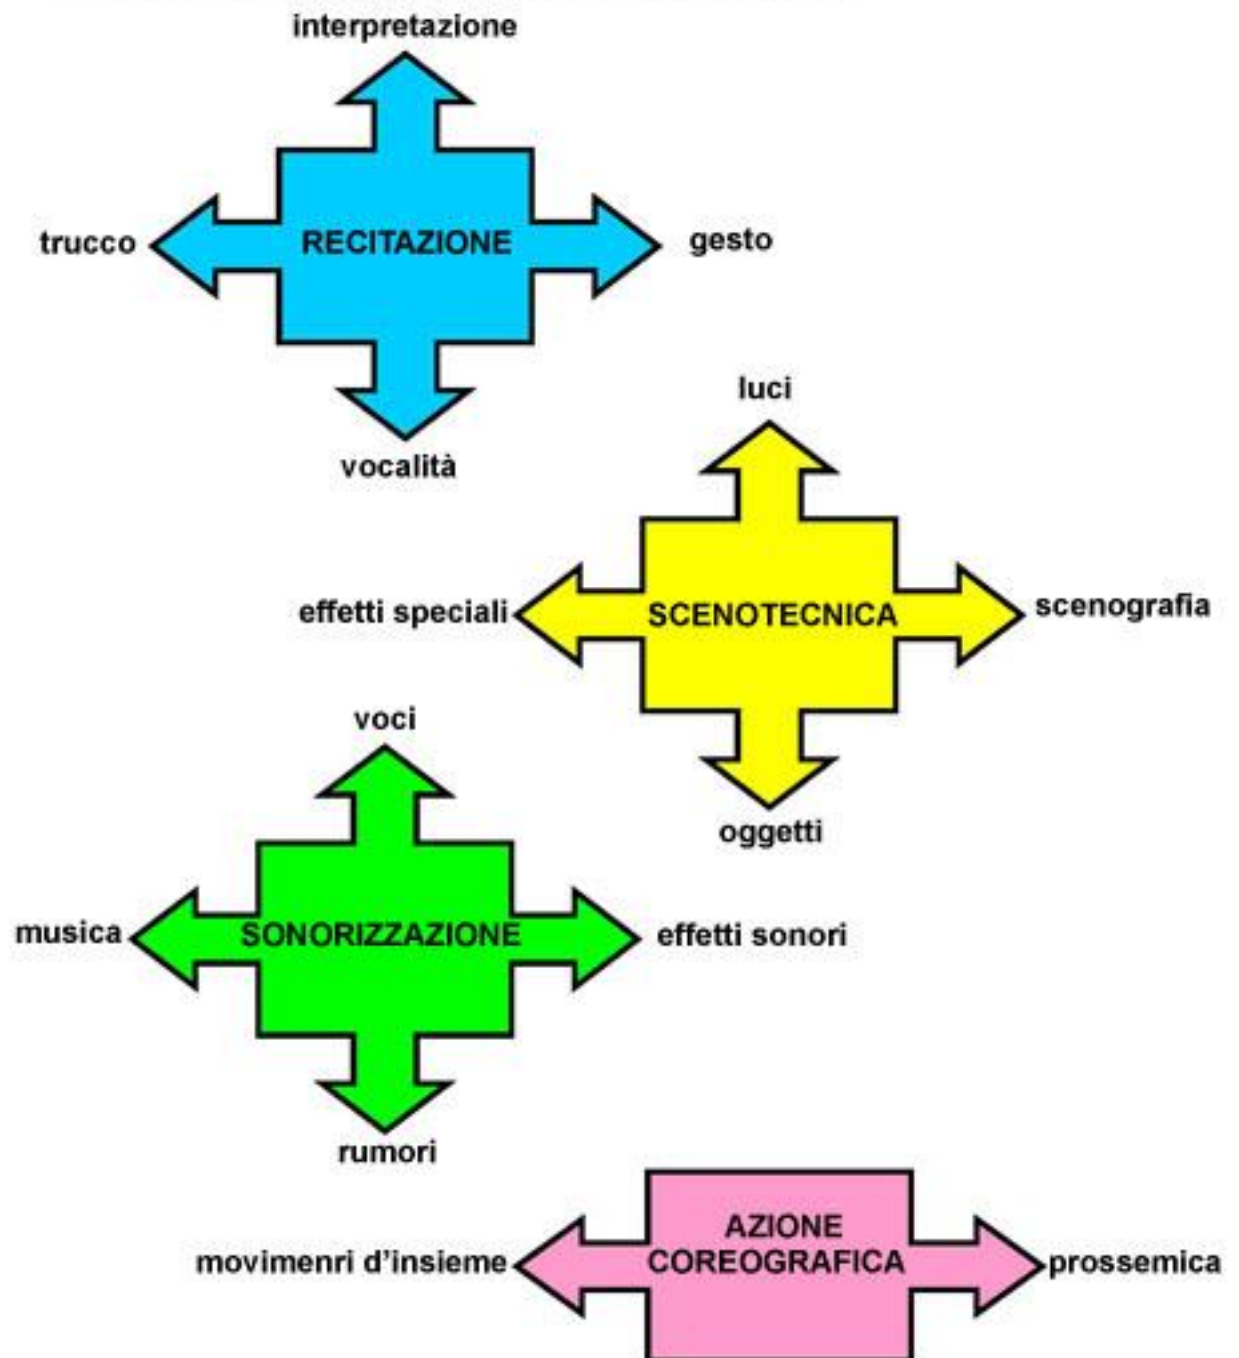 interpretazione
trucco
RECITAZIONE
gesto
vocalità
luci
effetti speciali
SCENOTECNICA
scenografia
oggetti
voci
musica
SONORIZZAZIONE
effetti sonori
rumori
movimenri d'insieme
AZIONE
COREOGRAFICA
prossemica